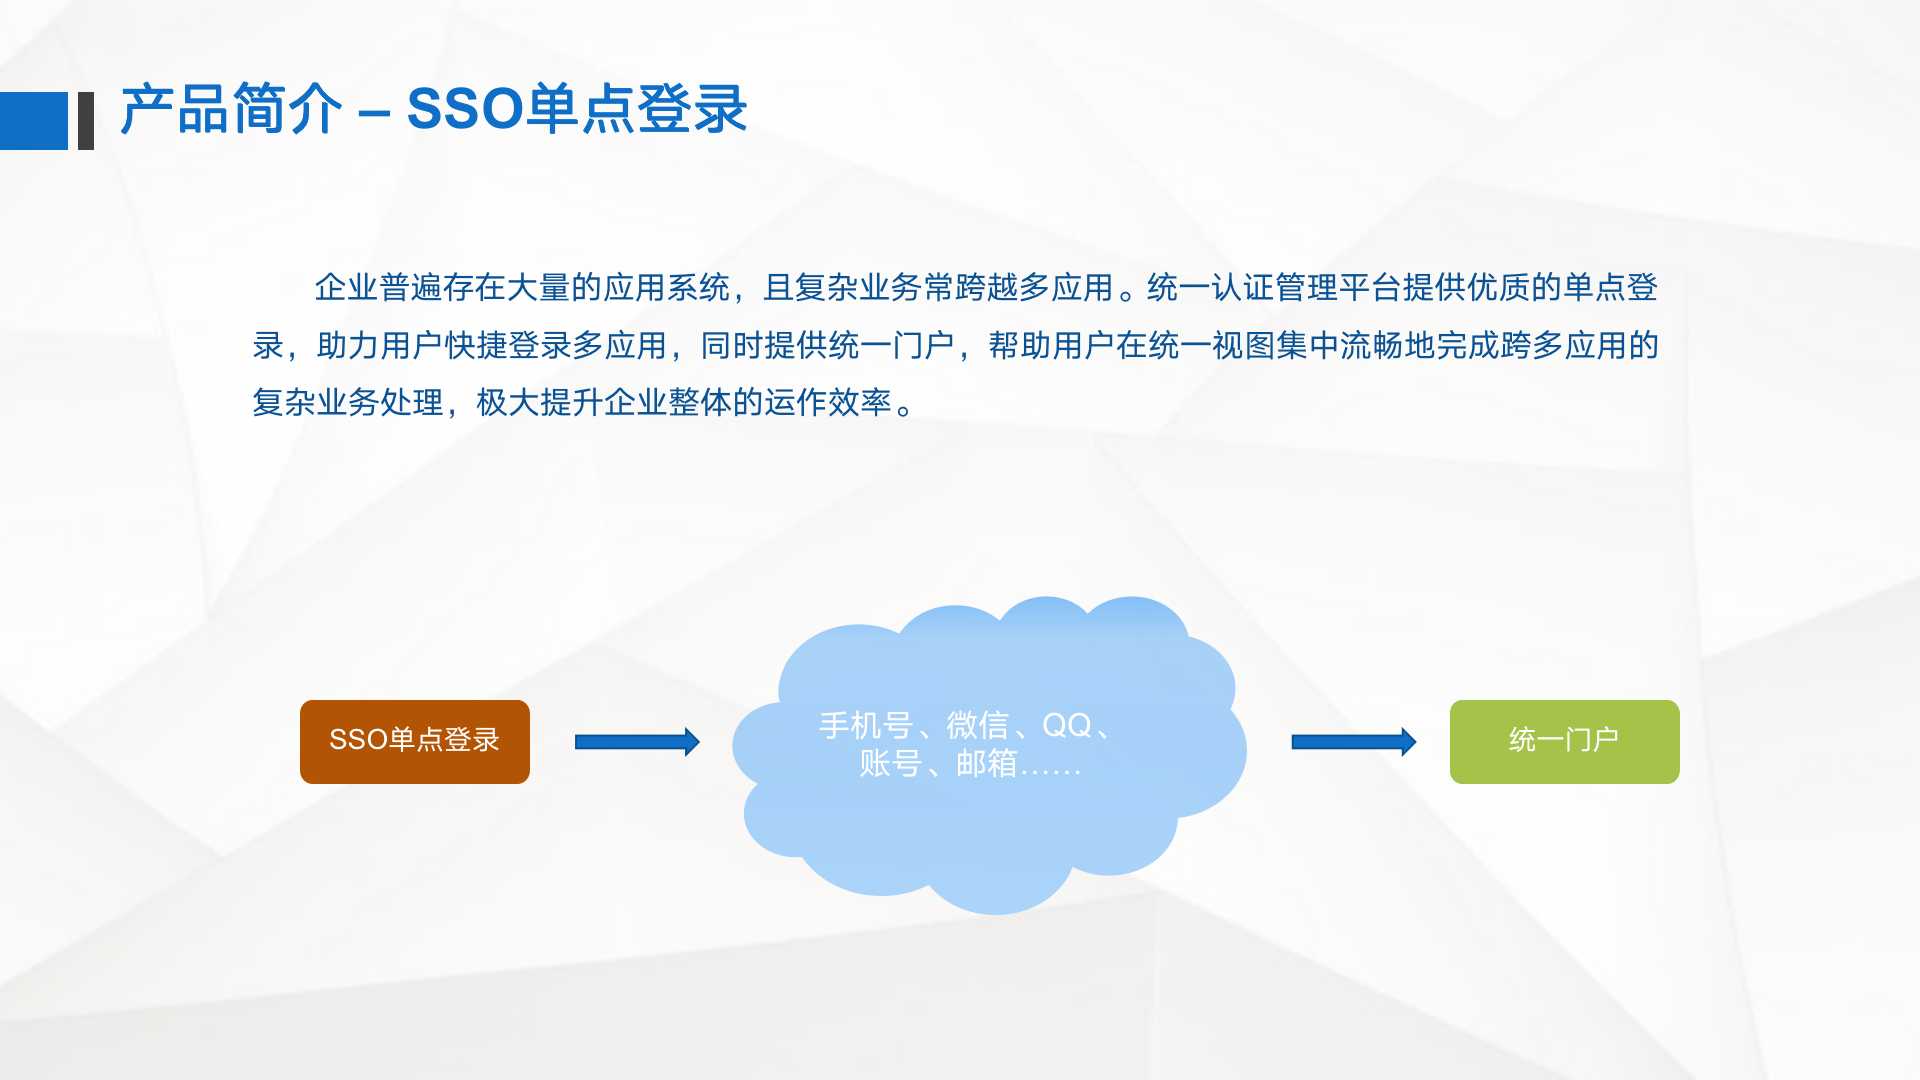 产品简介 – SSO单点登录
企业普遍存在大量的应用系统，且复杂业务常跨越多应用。统一认证管理平台提供优质的单点登
录，助力用户快捷登录多应用，同时提供统一门户，帮助用户在统一视图集中流畅地完成跨多应用的
复杂业务处理，极大提升企业整体的运作效率。
SSO单点登录
手机号、微信、QQ、
账号、邮箱……
统一门户